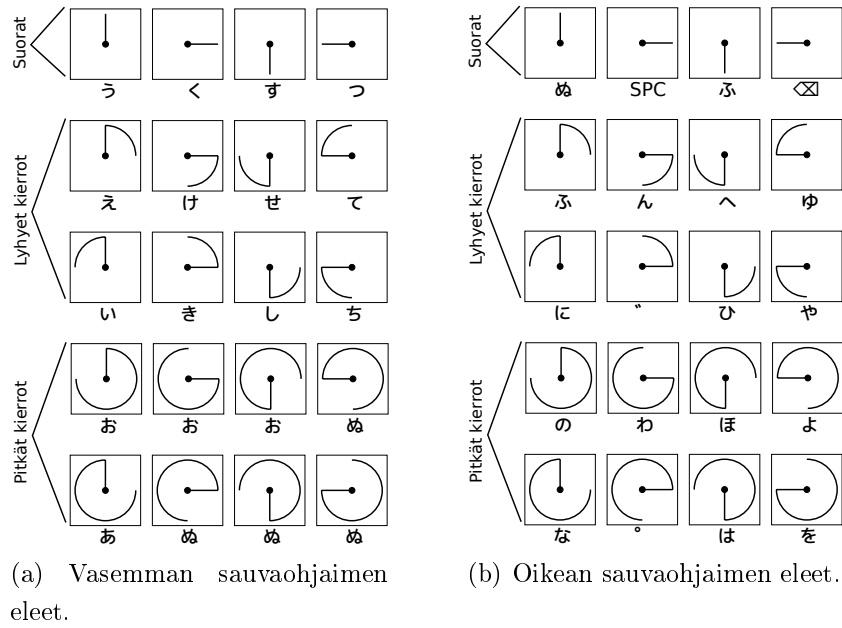 Suorat
う く す つ
Lyhyet kierrot
え け せ て
い き し ち
Pitkät kierrot
お お お ぬ
あ ぬ ぬ ぬ
(a) Vasemman sauvaohjaimen
eleet.
Suorat
ぬ SPC ふ ⌫
Lyhyet kierrot
ふ ん へ ゆ
に ゛ ひ や
Pitkät kierrot
の わ ほ よ
な ゜ は を
(b) Oikean sauvaohjaimen eleet.